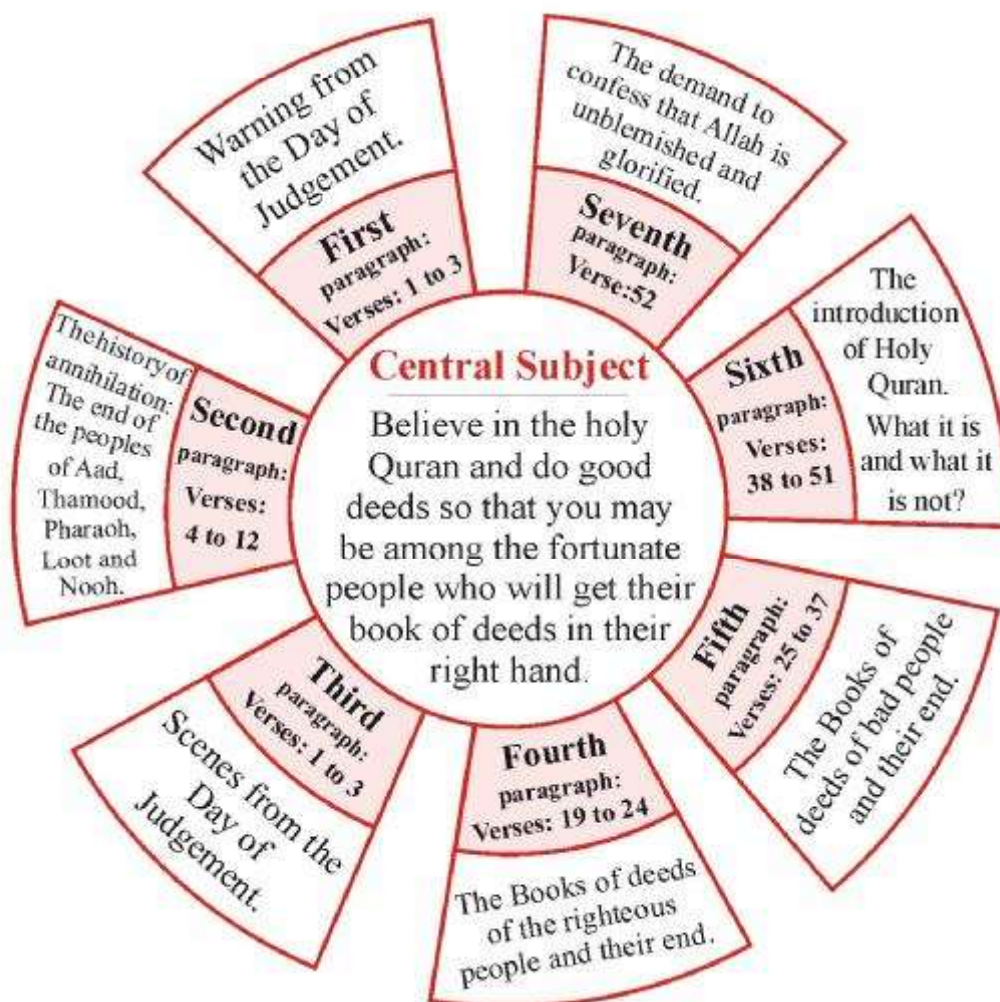 Central Subject
Believe in the holy
Quran and do good
deeds so that you may
be among the fortunate
people who will get their
book of deeds in their
right hand.
First
paragraph:
Verses: 1 to 3
Warning from
the Day of
Judgement.
Second
paragraph:
Verses:
4 to 12
The history of
annihilation:
The end of
the peoples
of Aad,
Thamood,
Pharaoh,
Loot and
Nooh.
Third
paragraph:
Verses: 1 to 3
Scenes from the
Day of
Judgement.
Fourth
paragraph:
Verses: 19 to 24
The Books of deeds
of the righteous
people and their end.
Fifth
paragraph:
Verses: 25 to 37
The Books of
deeds of bad people
and their end.
Sixth
paragraph:
Verses:
38 to 51
The
introduction
of Holy
Quran.
What it is
and what it
is not?
Seventh
paragraph:
Verse:52
The demand to
confess that Allah is
unblemished and
glorified.